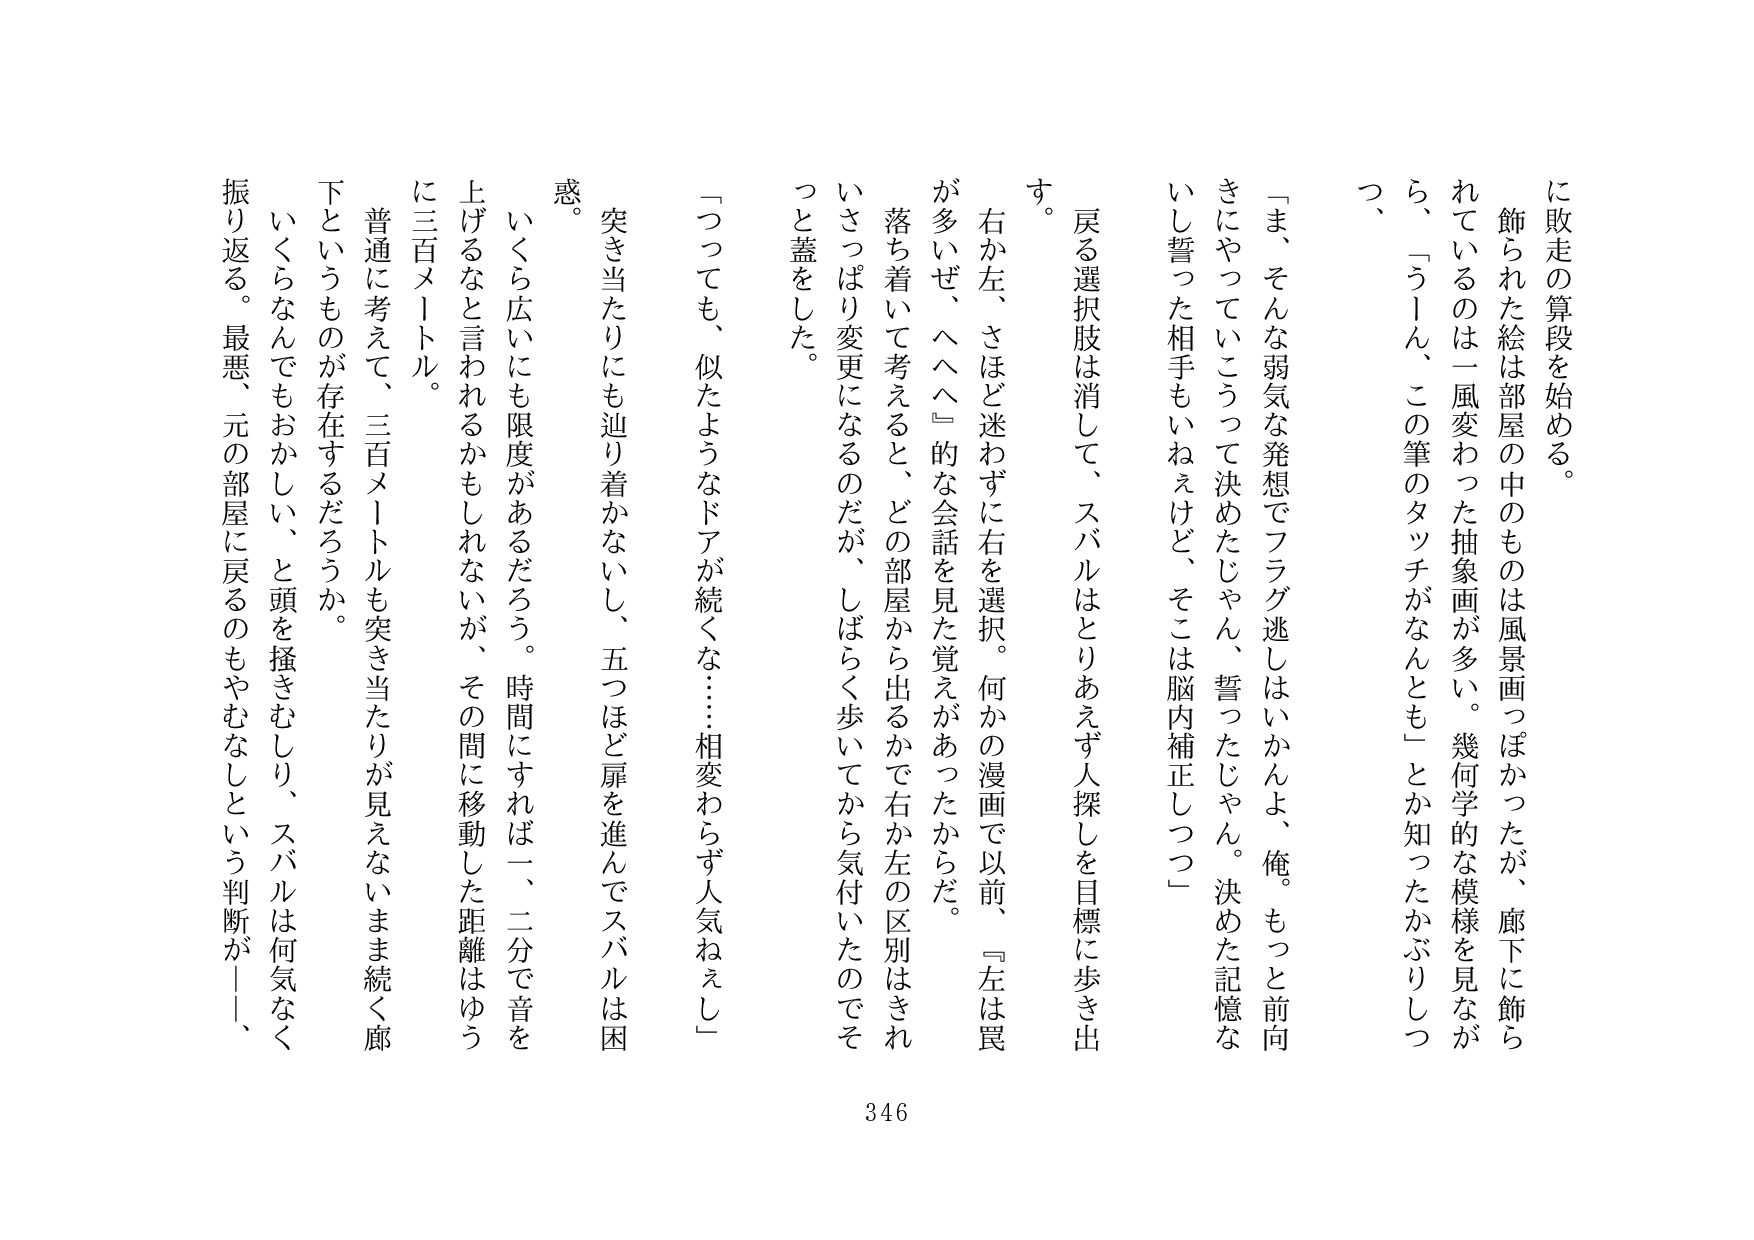 に敗走の算段を始める。
　飾られた絵は部屋の中のものは風景画っぽかったが、廊下に飾ら
れているのは一風変わった抽象画が多い。幾何学的な模様を見なが
ら、「うーん、この筆のタッチがなんとも」とか知ったかぶりしつ
つ、
「ま、そんな弱気な発想でフラグ逃しはいかんよ、俺。もっと前向
きにやっていこうって決めたじゃん、誓ったじゃん。決めた記憶な
いし誓った相手もいねぇけど、そこは脳内補正しつつ」
　戻る選択肢は消して、スバルはとりあえず人探しを目標に歩き出
す。
　右か左、さほど迷わずに右を選択。何かの漫画で以前、『左は罠
が多いぜ、へへへ』的な会話を見た覚えがあったからだ。
　落ち着いて考えると、どの部屋から出るかで右か左の区別はきれ
いさっぱり変更になるのだが、しばらく歩いてから気付いたのでそ
っと蓋をした。
「つっても、似たようなドアが続くな……相変わらず人気ねぇし」
　突き当たりにも辿り着かないし、五つほど扉を進んでスバルは困
惑。
　いくら広いにも限度があるだろう。時間にすれば一、二分で音を
上げるなと言われるかもしれないが、その間に移動した距離はゆう
に三百メートル。
　普通に考えて、三百メートルも突き当たりが見えないまま続く廊
下というものが存在するだろうか。
　いくらなんでもおかしい、と頭を掻きむしり、スバルは何気なく
振り返る。最悪、元の部屋に戻るのもやむなしという判断が――、
346